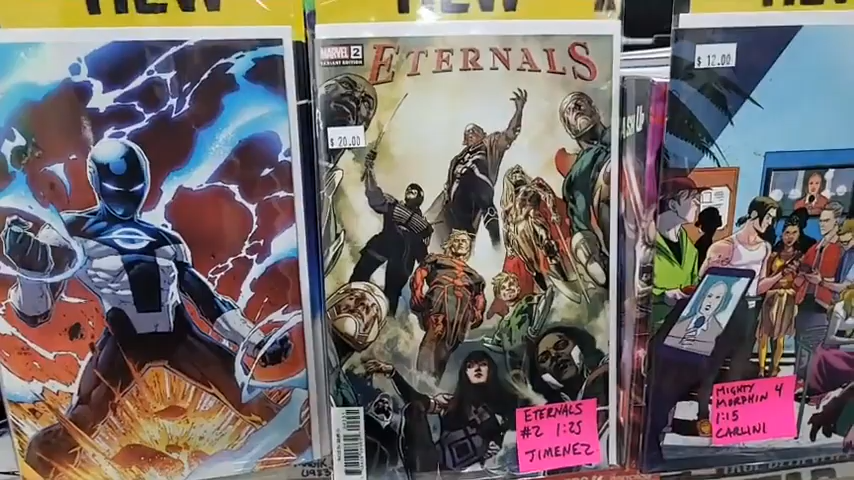 NEW
NEW
NEW
MARVEL 2
VARIANT EDITION
ETERNALS
$ 20.00
$ 12.00
ETERNALS
#2 1:25
JIMENEZ
MIGHTY
MORPHIN 4
1:15
CARLINI